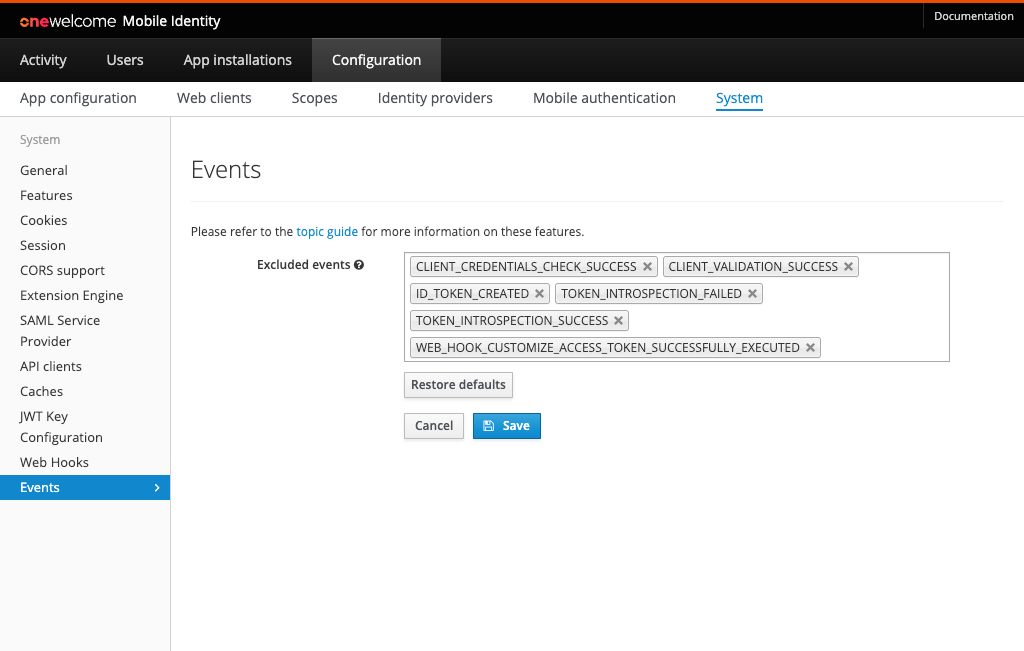 onewelcome Mobile Identity
Documentation
Activity Users App installations Configuration
App configuration Web clients Scopes Identity providers Mobile authentication System
System
General
Features
Cookies
Session
CORS support
Extension Engine
SAML Service
Provider
API clients
Caches
JWT Key
Configuration
Web Hooks
Events
Events
Please refer to the topic guide for more information on these features.
Excluded events
CLIENT_CREDENTIALS_CHECK_SUCCESS CLIENT_VALIDATION_SUCCESS
ID_TOKEN_CREATED TOKEN_INTROSPECTION_FAILED
TOKEN_INTROSPECTION_SUCCESS
WEB_HOOK_CUSTOMIZE_ACCESS_TOKEN_SUCCESSFULLY_EXECUTED
Restore defaults
Cancel Save